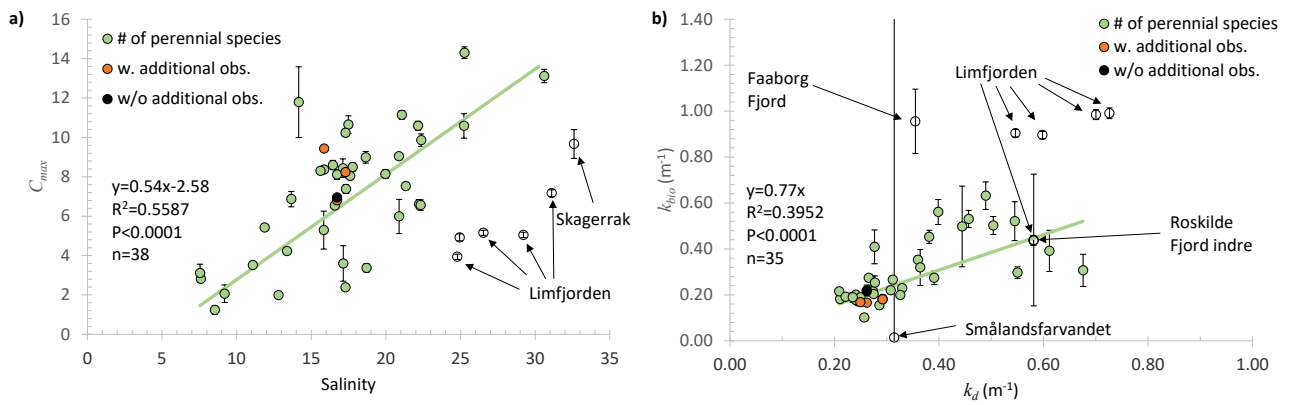 a)
# of perennial species
w. additional obs.
w/o additional obs.
16
14
12
10
8
6
4
2
0
C_max
y=0.54x-2.58
R²=0.5587
P<0.0001
n=38
Skagerrak
Limfjorden
0 5 10 15 20 25 30 35
Salinity
b)
# of perennial species
w. additional obs.
w/o additional obs.
1.40
1.20
1.00
0.80
0.60
0.40
0.20
0.00
k_bio (m⁻¹)
Faaborg
Fjord
Limfjorden
y=0.77x
R²=0.3952
P<0.0001
n=35
Roskilde
Fjord indre
Smålandsfarvandet
0.00 0.20 0.40 0.60 0.80 1.00
k_d (m⁻¹)